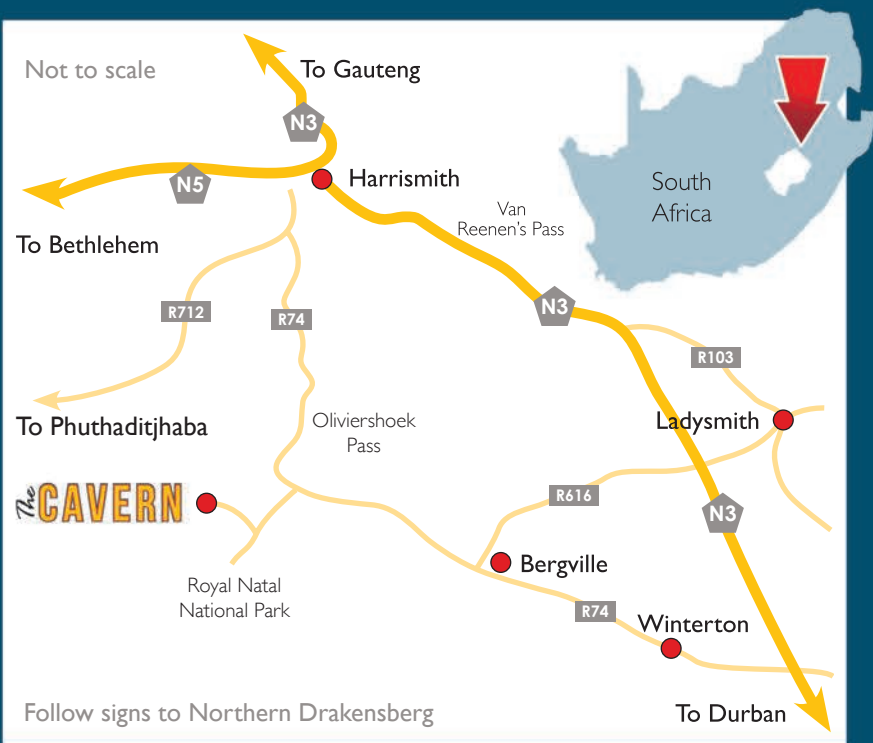 Not to scale
To Gauteng
N3
N5
Harrismith
South
Africa
Van
Reenen's Pass
To Bethlehem
N3
R712
R74
R103
To Phuthaditjhaba
Oliviershoek
Pass
Ladysmith
The CAVERN
R616
N3
Bergville
Royal Natal
National Park
R74
Winterton
Follow signs to Northern Drakensberg
To Durban